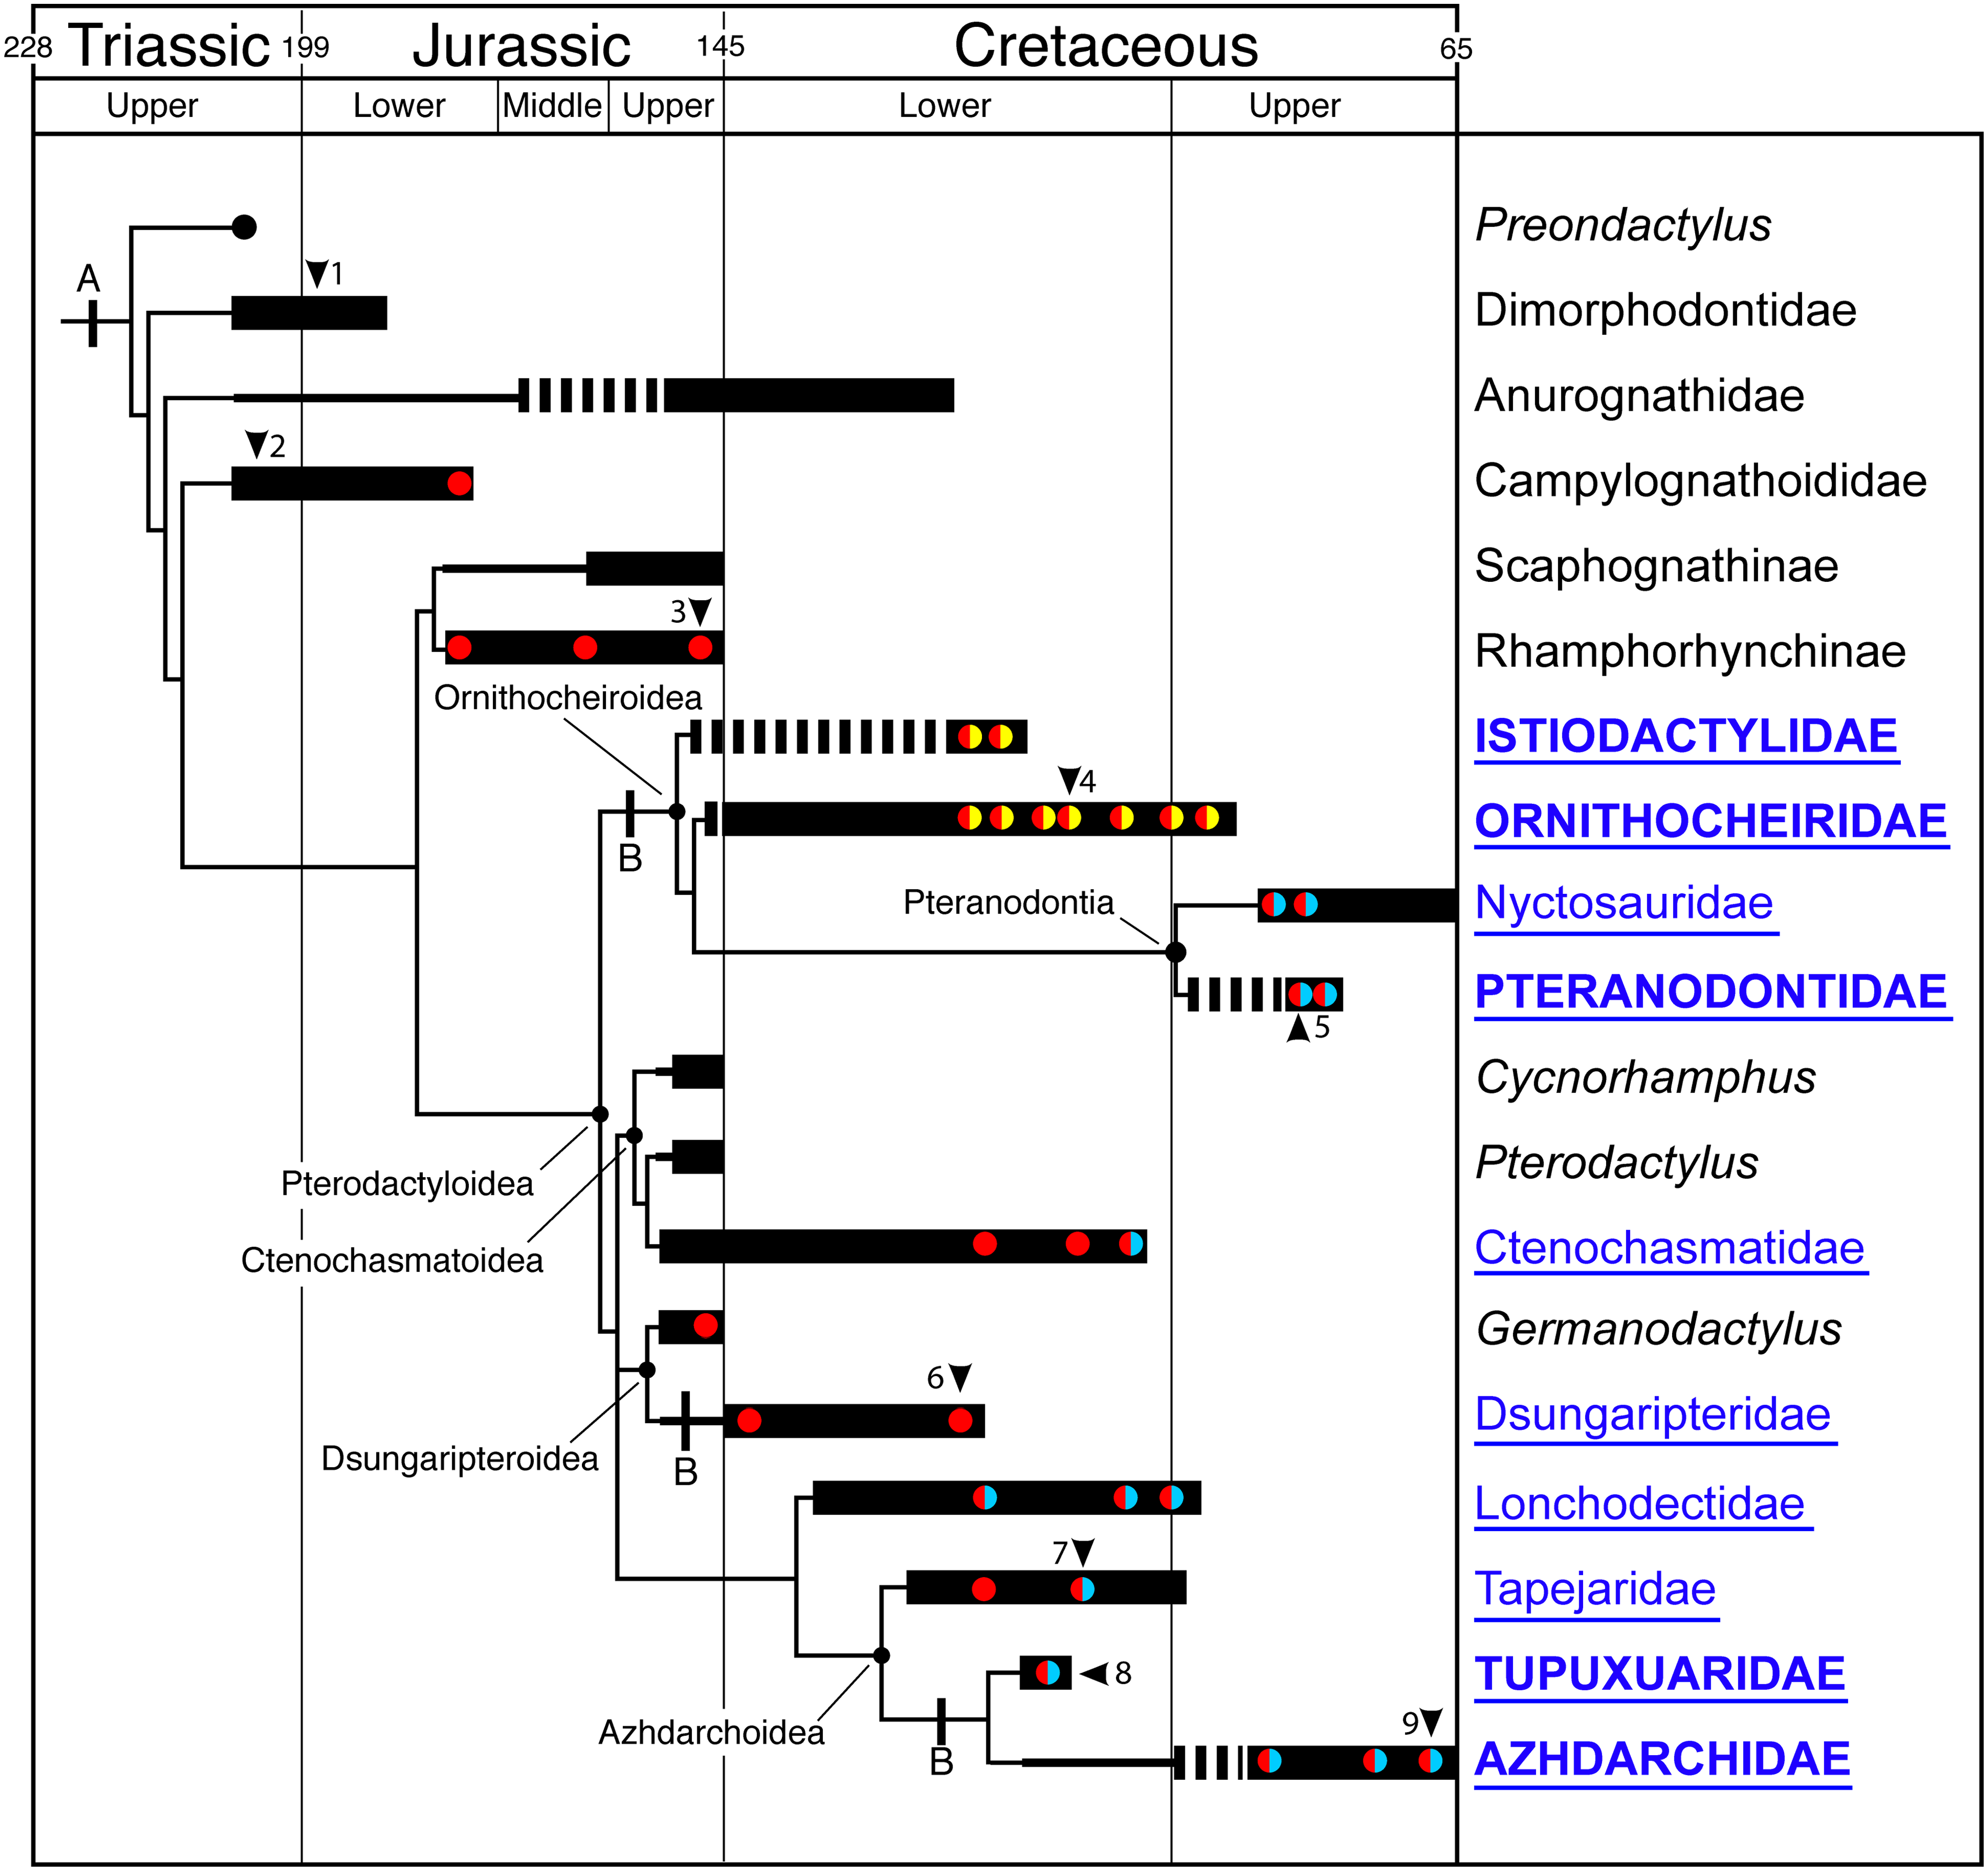 228 Triassic 199 Jurassic 145 Cretaceous 65
Upper Lower Middle Upper Lower Upper
Preondactylus
A
1
Dimorphodontidae
Anurognathidae
2
Campylognathoididae
Scaphognathinae
3
Rhamphorhynchinae
Ornithocheiroidea
ISTIODACTYLIDAE
4
ORNITHOCHEIRIDAE
B
Pteranodontia
Nyctosauridae
PTERANODONTIDAE
5
Cycnorhamphus
Pterodactyloidea
Pterodactylus
Ctenochasmatoidea
Ctenochasmatidae
Germanodactylus
6
Dsungaripteridae
Dsungaripteroidea
B
Lonchodectidae
7
Tapejaridae
8
TUPUXUARIDAE
Azhdarchoidea
9
B
AZHDARCHIDAE